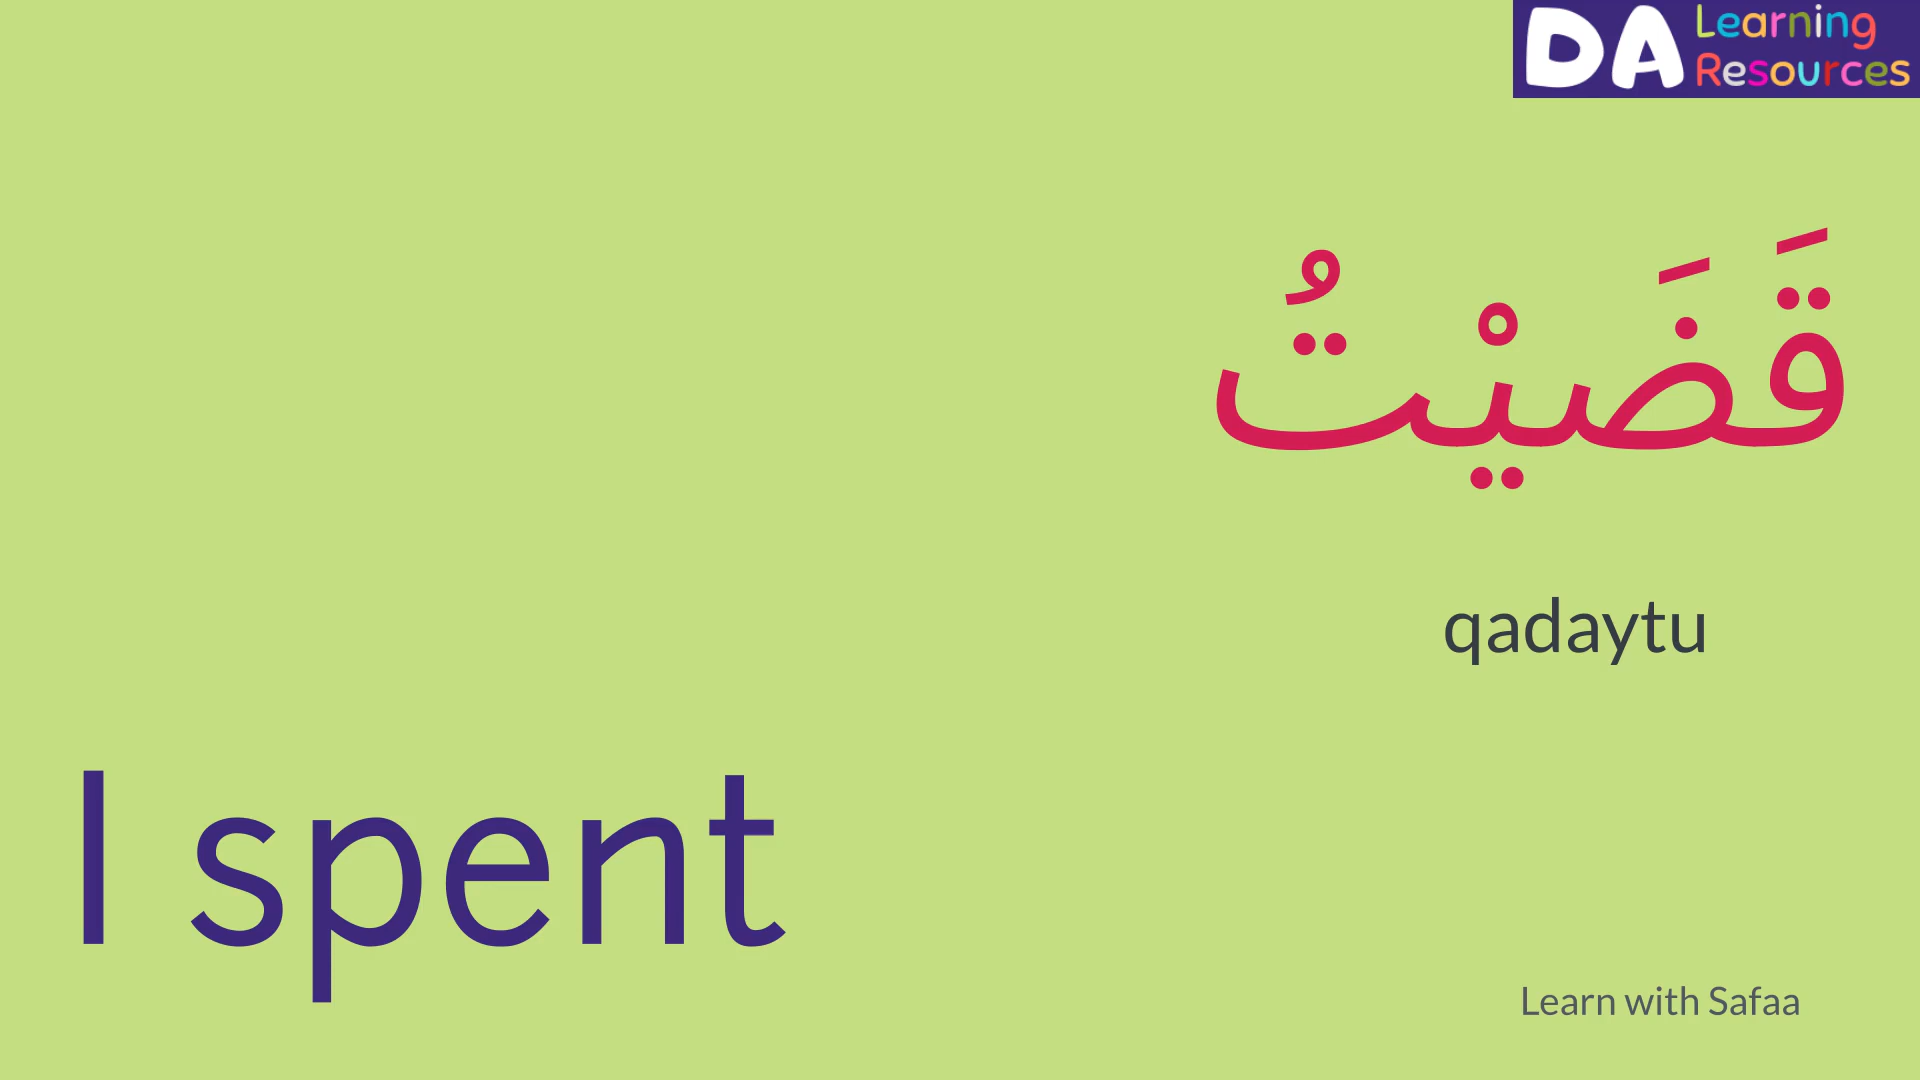 DA Learning Resources
قَضَيْتُ
qadaytu
I spent
Learn with Safaa